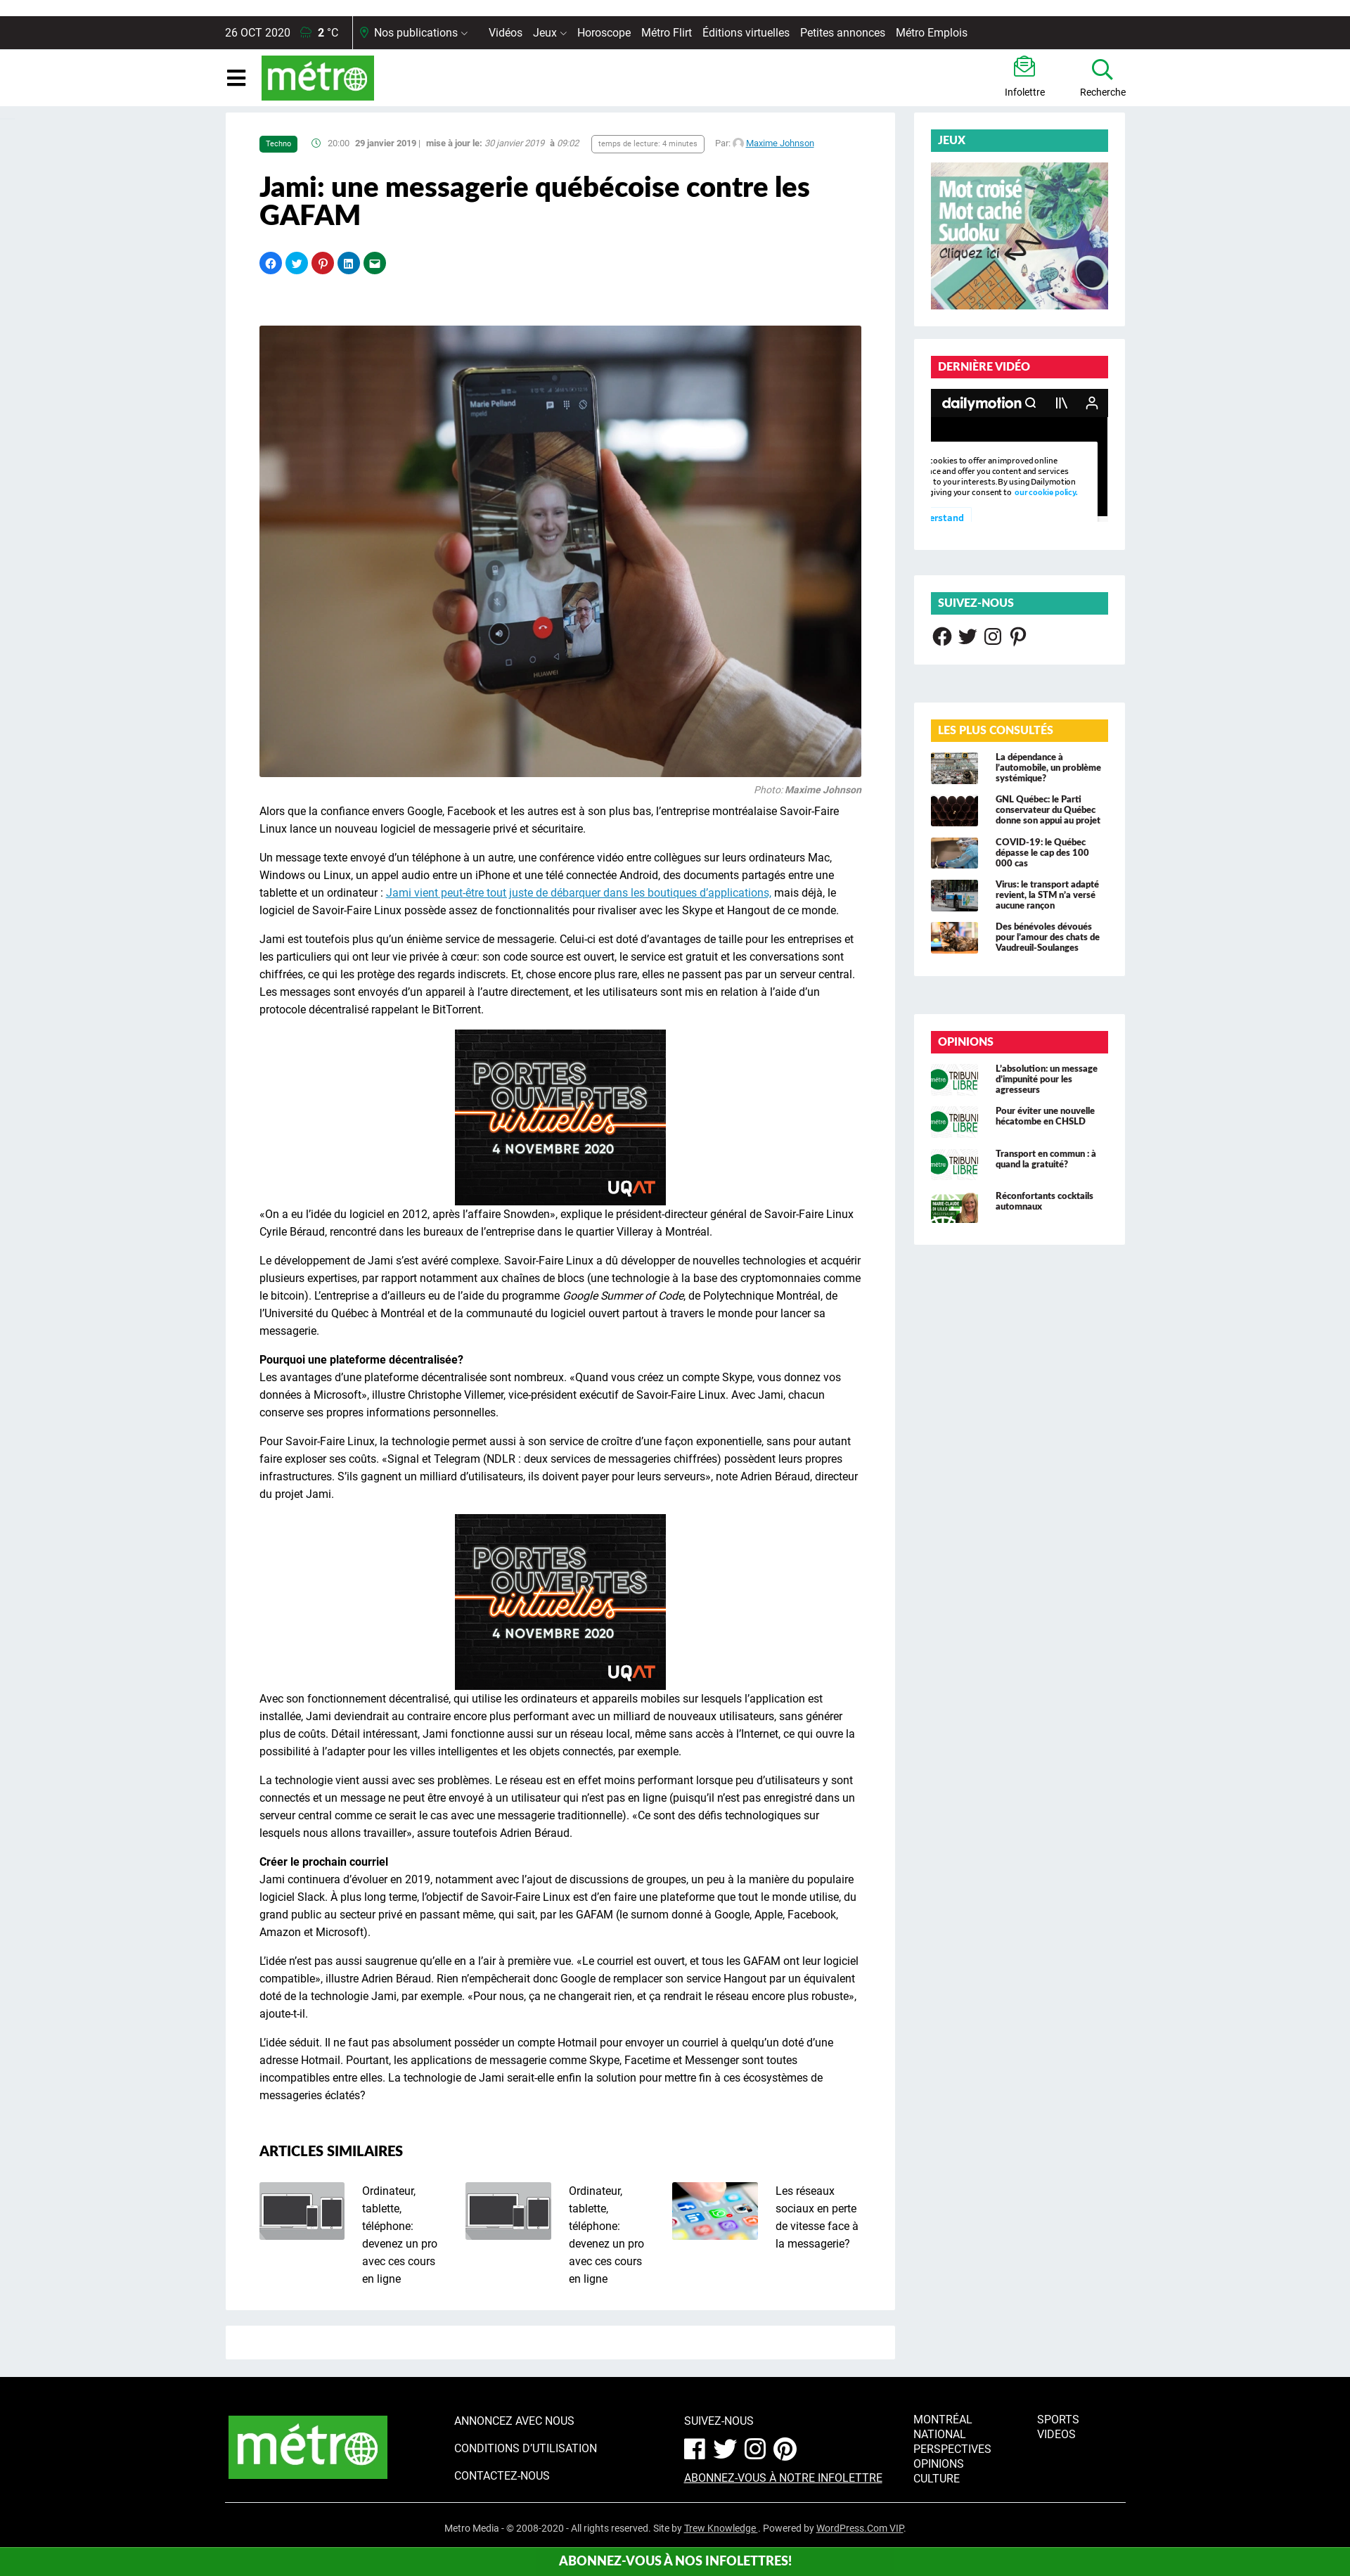 26 OCT 2020 2 °C Nos publications Vidéos Jeux Horoscope Métro Flirt Éditions virtuelles Petites annonces Métro Emplois
métro
Infolettre
Recherche
Techno 20:00 29 janvier 2019 | mise à jour le: 30 janvier 2019 à 09:02 temps de lecture: 4 minutes Par: Maxime Johnson
Jami: une messagerie québécoise contre les
GAFAM
Marie Pelland
HUAWEI
Photo: Maxime Johnson
Alors que la confiance envers Google, Facebook et les autres est à son plus bas, l’entreprise montréalaise Savoir-Faire
Linux lance un nouveau logiciel de messagerie privé et sécuritaire.
Un message texte envoyé d’un téléphone à un autre, une conférence vidéo entre collègues sur leurs ordinateurs Mac,
Windows ou Linux, un appel audio entre un iPhone et une télé connectée Android, des documents partagés entre une
tablette et un ordinateur : Jami vient peut-être tout juste de débarquer dans les boutiques d’applications, mais déjà, le
logiciel de Savoir-Faire Linux possède assez de fonctionnalités pour rivaliser avec les Skype et Hangout de ce monde.
Jami est toutefois plus qu’un énième service de messagerie. Celui-ci est doté d’avantages de taille pour les entreprises et
les particuliers qui ont leur vie privée à cœur: son code source est ouvert, le service est gratuit et les conversations sont
chiffrées, ce qui les protège des regards indiscrets. Et, chose encore plus rare, elles ne passent pas par un serveur central.
Les messages sont envoyés d’un appareil à l’autre directement, et les utilisateurs sont mis en relation à l’aide d’un
protocole décentralisé rappelant le BitTorrent.
PORTES
OUVERTES
virtuelles
4 NOVEMBRE 2020
UQAT
«On a eu l’idée du logiciel en 2012, après l’affaire Snowden», explique le président-directeur général de Savoir-Faire Linux
Cyrile Béraud, rencontré dans les bureaux de l’entreprise dans le quartier Villeray à Montréal.
Le développement de Jami s’est avéré complexe. Savoir-Faire Linux a dû développer de nouvelles technologies et acquérir
plusieurs expertises, par rapport notamment aux chaînes de blocs (une technologie à la base des cryptomonnaies comme
le bitcoin). L’entreprise a d’ailleurs eu de l’aide du programme Google Summer of Code, de Polytechnique Montréal, de
l’Université du Québec à Montréal et de la communauté du logiciel ouvert partout à travers le monde pour lancer sa
messagerie.
Pourquoi une plateforme décentralisée?
Les avantages d’une plateforme décentralisée sont nombreux. «Quand vous créez un compte Skype, vous donnez vos
données à Microsoft», illustre Christophe Villemer, vice-président exécutif de Savoir-Faire Linux. Avec Jami, chacun
conserve ses propres informations personnelles.
Pour Savoir-Faire Linux, la technologie permet aussi à son service de croître d’une façon exponentielle, sans pour autant
faire exploser ses coûts. «Signal et Telegram (NDLR : deux services de messageries chiffrées) possèdent leurs propres
infrastructures. S’ils gagnent un milliard d’utilisateurs, ils doivent payer pour leurs serveurs», note Adrien Béraud, directeur
du projet Jami.
PORTES
OUVERTES
virtuelles
4 NOVEMBRE 2020
UQAT
Avec son fonctionnement décentralisé, qui utilise les ordinateurs et appareils mobiles sur lesquels l’application est
installée, Jami deviendrait au contraire encore plus performant avec un milliard de nouveaux utilisateurs, sans générer
plus de coûts. Détail intéressant, Jami fonctionne aussi sur un réseau local, même sans accès à l’Internet, ce qui ouvre la
possibilité à l’adapter pour les villes intelligentes et les objets connectés, par exemple.
La technologie vient aussi avec ses problèmes. Le réseau est en effet moins performant lorsque peu d’utilisateurs y sont
connectés et un message ne peut être envoyé à un utilisateur qui n’est pas en ligne (puisqu’il n’est pas enregistré dans un
serveur central comme ce serait le cas avec une messagerie traditionnelle). «Ce sont des défis technologiques sur
lesquels nous allons travailler», assure toutefois Adrien Béraud.
Créer le prochain courriel
Jami continuera d’évoluer en 2019, notamment avec l’ajout de discussions de groupes, un peu à la manière du populaire
logiciel Slack. À plus long terme, l’objectif de Savoir-Faire Linux est d’en faire une plateforme que tout le monde utilise, du
grand public au secteur privé en passant même, qui sait, par les GAFAM (le surnom donné à Google, Apple, Facebook,
Amazon et Microsoft).
L’idée n’est pas aussi saugrenue qu’elle en a l’air à première vue. «Le courriel est ouvert, et tous les GAFAM ont leur logiciel
compatible», illustre Adrien Béraud. Rien n’empêcherait donc Google de remplacer son service Hangout par un équivalent
doté de la technologie Jami, par exemple. «Pour nous, ça ne changerait rien, et ça rendrait le réseau encore plus robuste»,
ajoute-t-il.
L’idée séduit. Il ne faut pas absolument posséder un compte Hotmail pour envoyer un courriel à quelqu’un doté d’une
adresse Hotmail. Pourtant, les applications de messagerie comme Skype, Facetime et Messenger sont toutes
incompatibles entre elles. La technologie de Jami serait-elle enfin la solution pour mettre fin à ces écosystèmes de
messageries éclatés?
ARTICLES SIMILAIRES
Ordinateur,
tablette,
téléphone:
devenez un pro
avec ces cours
en ligne
Ordinateur,
tablette,
téléphone:
devenez un pro
avec ces cours
en ligne
Les réseaux
sociaux en perte
de vitesse face à
la messagerie?
JEUX
Mot croisé
Mot caché
Sudoku
Cliquez ici
DERNIÈRE VIDÉO
dailymotion
cookies to offer an improved online
ce and offer you content and services
to your interests. By using Dailymotion
giving your consent to our cookie policy.
erstand
SUIVEZ-NOUS
LES PLUS CONSULTÉS
La dépendance à
l’automobile, un problème
systémique?
GNL Québec: le Parti
conservateur du Québec
donne son appui au projet
COVID-19: le Québec
dépasse le cap des 100
000 cas
Virus: le transport adapté
revient, la STM n’a versé
aucune rançon
Des bénévoles dévoués
pour l’amour des chats de
Vaudreuil-Soulanges
OPINIONS
métro TRIBUNE LIBRE
L’absolution: un message
d’impunité pour les
agresseurs
métro TRIBUNE LIBRE
Pour éviter une nouvelle
hécatombe en CHSLD
métro TRIBUNE LIBRE
Transport en commun : à
quand la gratuité?
MARIE-CLAUDE
DI LILLO
Réconfortants cocktails
automnaux
métro
ANNONCEZ AVEC NOUS
CONDITIONS D’UTILISATION
CONTACTEZ-NOUS
SUIVEZ-NOUS
ABONNEZ-VOUS À NOTRE INFOLETTRE
MONTRÉAL
NATIONAL
PERSPECTIVES
OPINIONS
CULTURE
SPORTS
VIDEOS
Metro Media - © 2008-2020 - All rights reserved. Site by Trew Knowledge . Powered by WordPress.Com VIP.
ABONNEZ-VOUS À NOS INFOLETTRES!